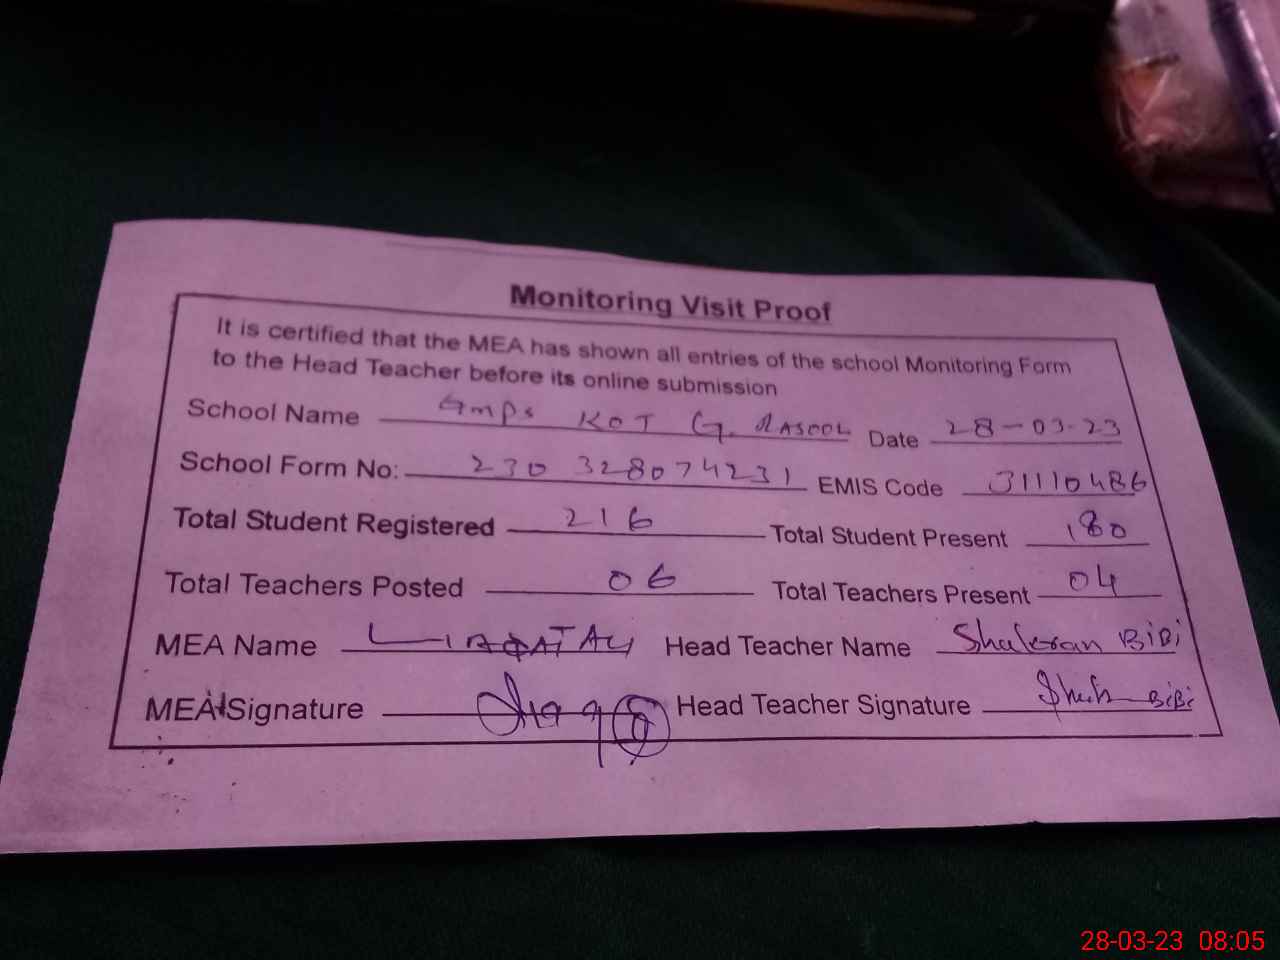 Monitoring Visit Proof
It is certified that the MEA has shown all entries of the school Monitoring Form
to the Head Teacher before its online submission
School Name GMPS KOT G. RASOOL Date 28-03-23
School Form No: 230 328074231 EMIS Code 31110486
Total Student Registered 216 Total Student Present 180
Total Teachers Posted 06 Total Teachers Present 04
MEA Name LIAQAT ALI Head Teacher Name BiBi
MEA Signature Head Teacher Signature BiBi
28-03-23 08:05